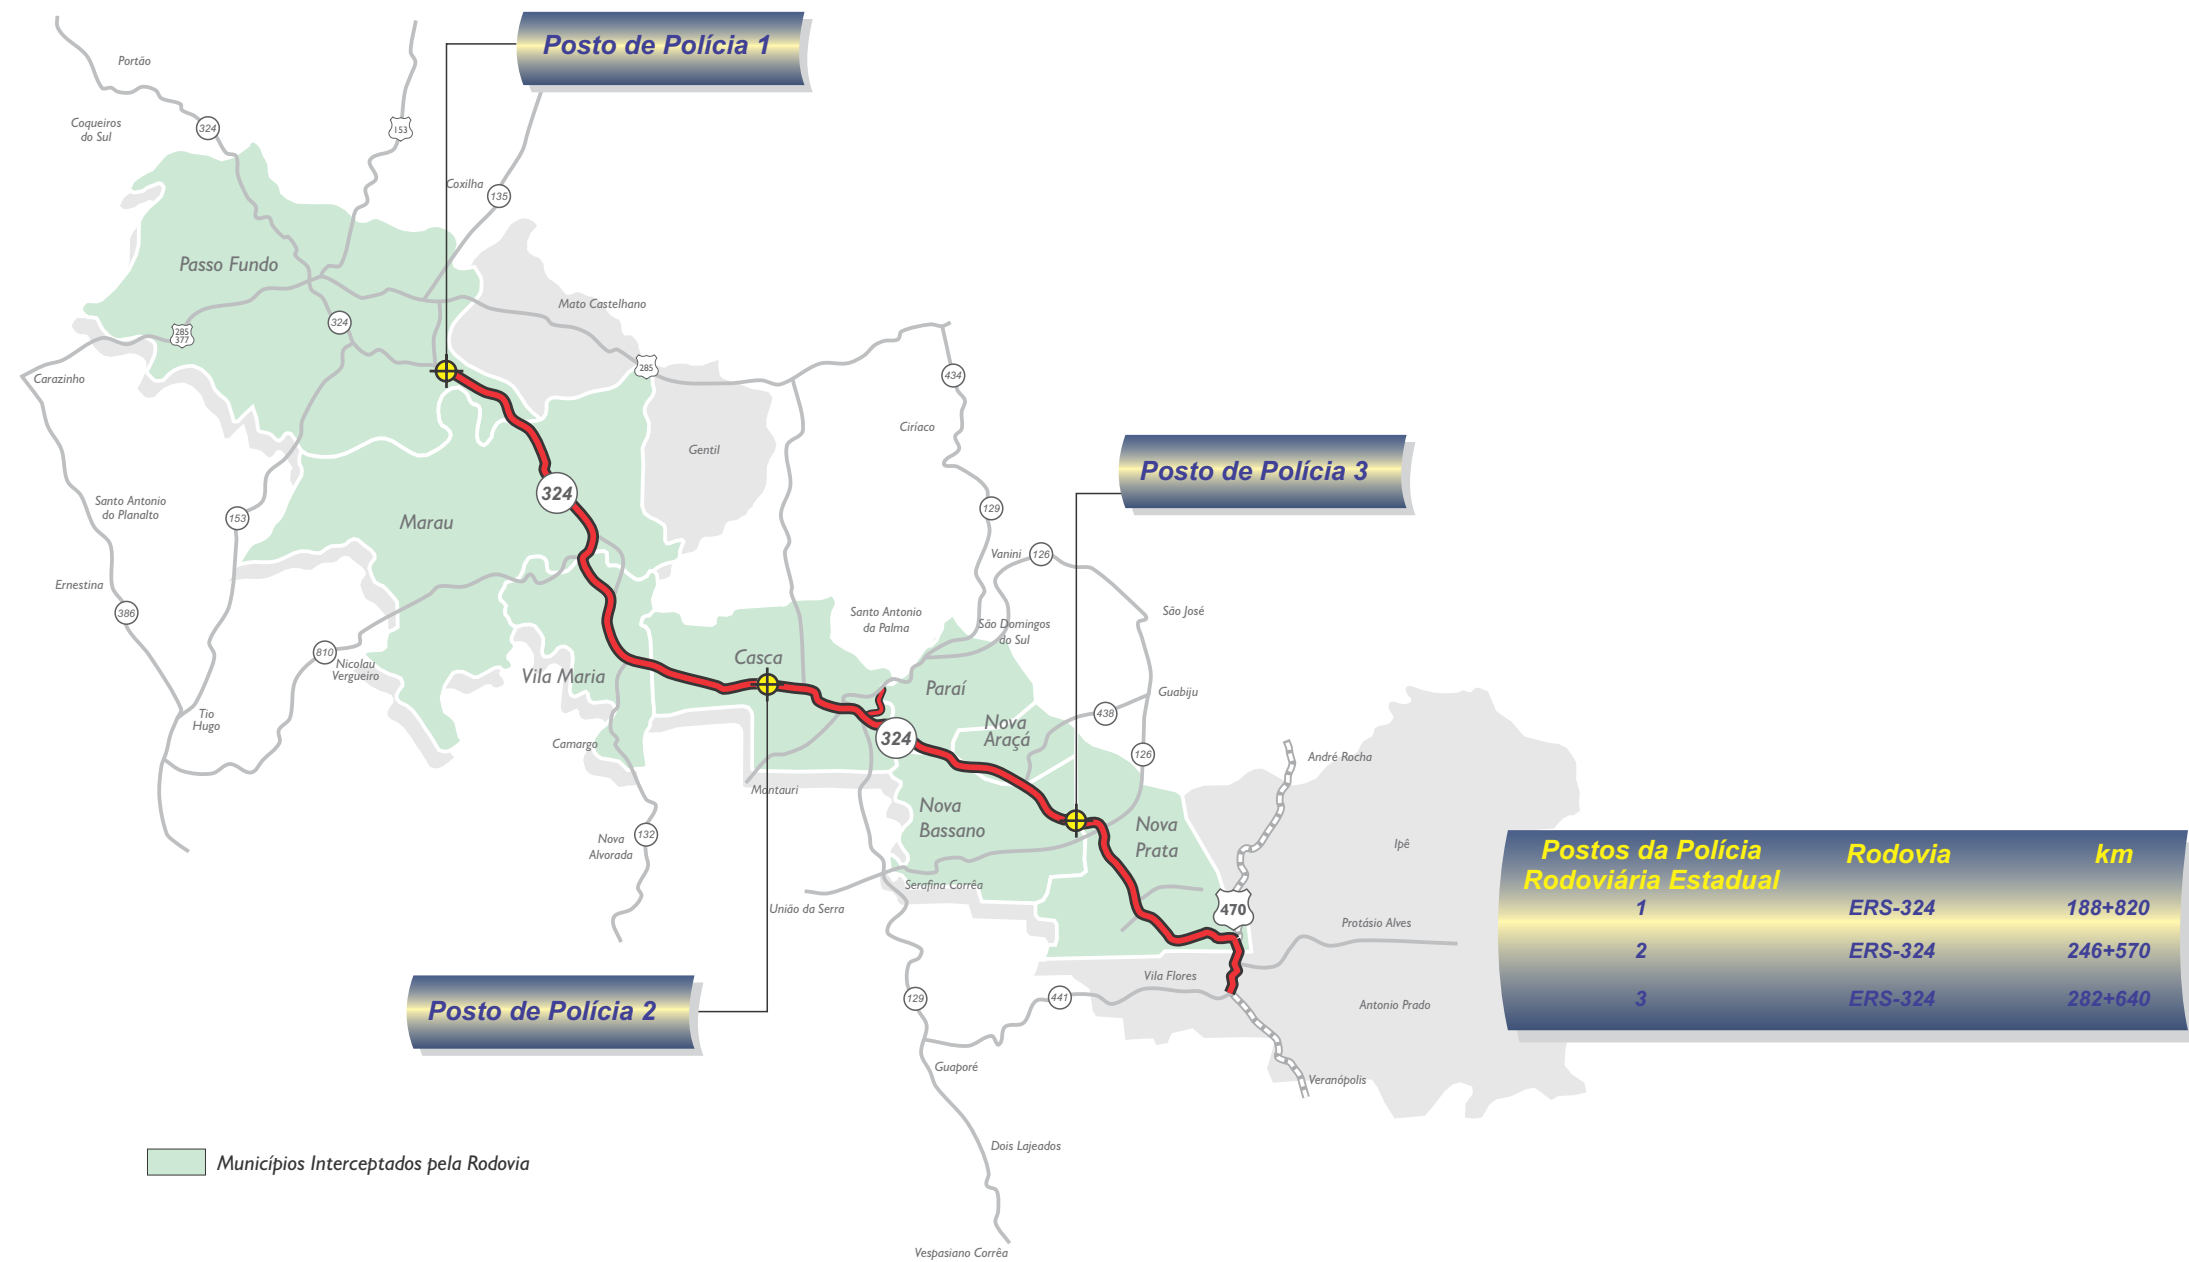 Posto de Polícia 1
Portão
Coqueiros
do Sul
324
153
Coxilha
135
Passo Fundo
Mato Castelhano
324
285
377
285
Carazinho
434
Ciríaco
Gentil
Posto de Polícia 3
324
Santo Antonio
do Planalto
153
Marau
129
Vanini
126
Ernestina
386
Santo Antonio
da Palma
São Domingos
do Sul
São José
810
Nicolau
Vergueiro
Vila Maria
Casca
Paraí
Guabiju
Tio
Hugo
Nova
Araçá
438
Camargo
324
126
André Rocha
Montauri
Nova
Bassano
Nova
Prata
Nova
Alvorada
132
Ipê
Serafina Corrêa
União da Serra
470
Protásio Alves
Postos da Polícia
Rodoviária Estadual
Rodovia
km
1 ERS-324 188+820
2 ERS-324 246+570
3 ERS-324 282+640
Vila Flores
129
441
Antonio Prado
Posto de Polícia 2
Guaporé
Veranópolis
Dois Lajeados
Municípios Interceptados pela Rodovia
Vespasiano Corrêa